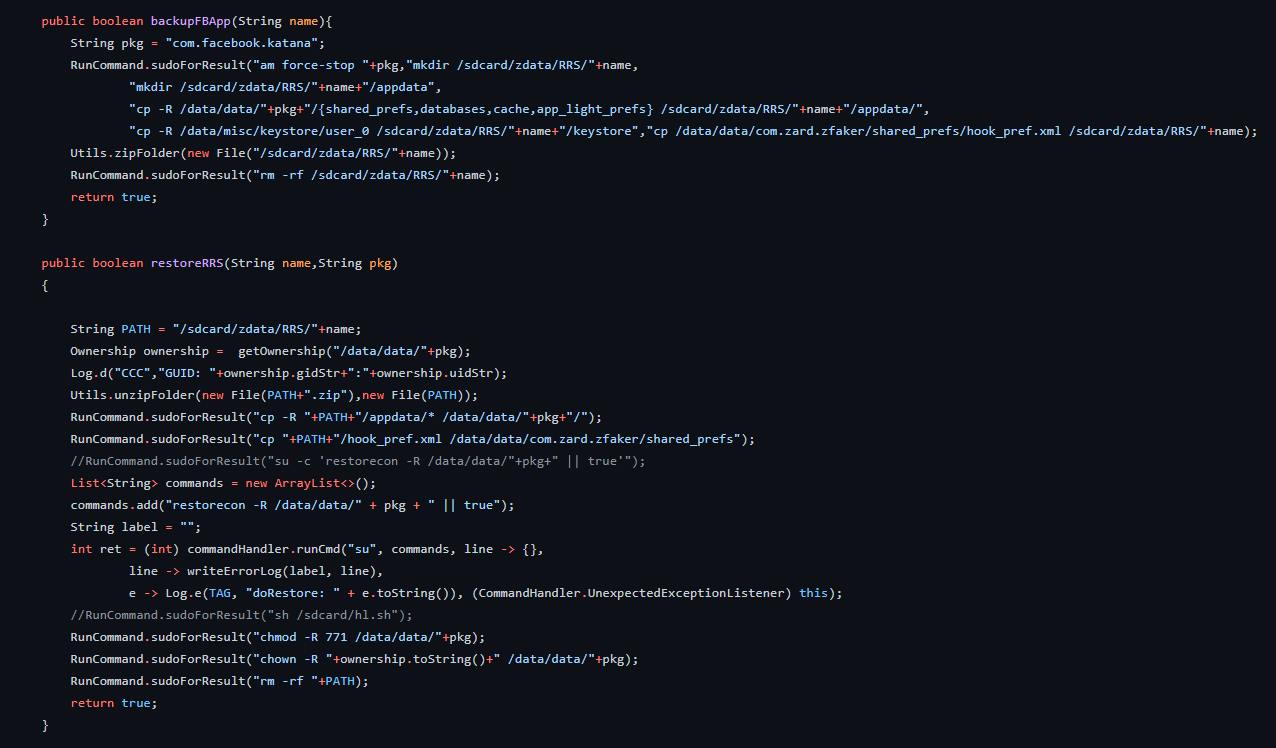 public boolean backupFBApp(String name){
String pkg = "com.facebook.katana";
RunCommand.sudoForResult("am force-stop "+pkg,"mkdir /sdcard/zdata/RRS/"+name,
"mkdir /sdcard/zdata/RRS/"+name+"/appdata",
"cp -R /data/data/"+pkg+"/{shared_prefs,databases,cache,app_light_prefs} /sdcard/zdata/RRS/"+name+"/appdata/",
"cp -R /data/misc/keystore/user_0 /sdcard/zdata/RRS/"+name+"/keystore","cp /data/data/com.zard.zfaker/shared_prefs/hook_pref.xml /sdcard/zdata/RRS/"+name);
Utils.zipFolder(new File("/sdcard/zdata/RRS/"+name));
RunCommand.sudoForResult("rm -rf /sdcard/zdata/RRS/"+name);
return true;
}
public boolean restoreRRS(String name,String pkg)
{
String PATH = "/sdcard/zdata/RRS/"+name;
Ownership ownership =  getOwnership("/data/data/"+pkg);
Log.d("CCC","GUID: "+ownership.gidStr+":"+ownership.uidStr);
Utils.unzipFolder(new File(PATH+".zip"),new File(PATH));
RunCommand.sudoForResult("cp -R "+PATH+"/appdata/* /data/data/"+pkg+"/");
RunCommand.sudoForResult("cp "+PATH+"/hook_pref.xml /data/data/com.zard.zfaker/shared_prefs");
//RunCommand.sudoForResult("su -c 'restorecon -R /data/data/"+pkg+" || true'");
List<String> commands = new ArrayList<>();
commands.add("restorecon -R /data/data/" + pkg + " || true");
String label = "";
int ret = (int) commandHandler.runCmd("su", commands, line -> {},
line -> writeErrorLog(label, line),
e -> Log.e(TAG, "doRestore: " + e.toString()), (CommandHandler.UnexpectedExceptionListener) this);
//RunCommand.sudoForResult("sh /sdcard/hl.sh");
RunCommand.sudoForResult("chmod -R 771 /data/data/"+pkg);
RunCommand.sudoForResult("chown -R "+ownership.toString()+" /data/data/"+pkg);
RunCommand.sudoForResult("rm -rf "+PATH);
return true;
}